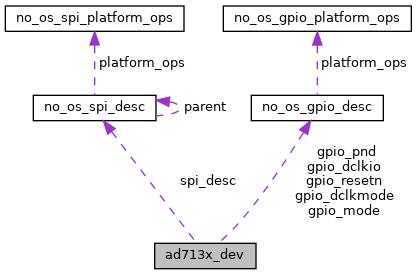 no_os_spi_platform_ops
no_os_gpio_platform_ops
platform_ops
platform_ops
no_os_spi_desc
parent
no_os_gpio_desc
spi_desc
gpio_pnd
gpio_dclkio
gpio_resetn
gpio_dclkmode
gpio_mode
ad713x_dev